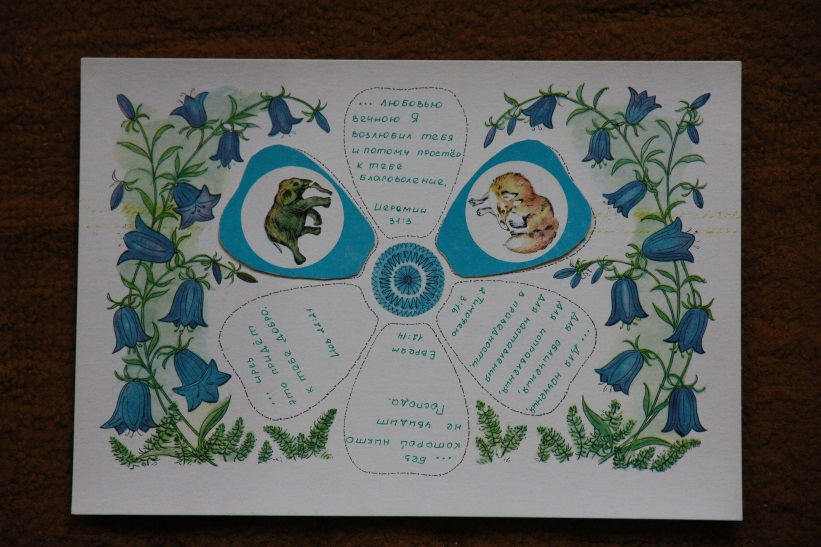 ... любовью
вечною Я
возлюбил тебя
и потому простёр
к тебе
благоволение.
Иеремии
31:3
... Для научения,
для обличения,
для исправления,
для наставления
в праведности.
2 Тимофею
3:16
... без
которой никто
не увидит
Господа.
Евреям
12:14
... чрез
это придёт
к тебе добро.
Иов 22:21